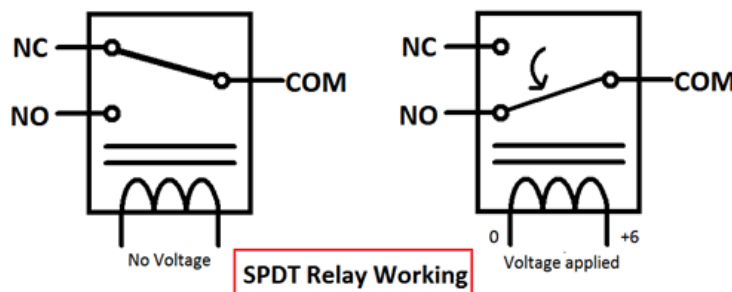 NC
COM
NO
No Voltage
NC
COM
NO
0
+6
Voltage applied
SPDT Relay Working